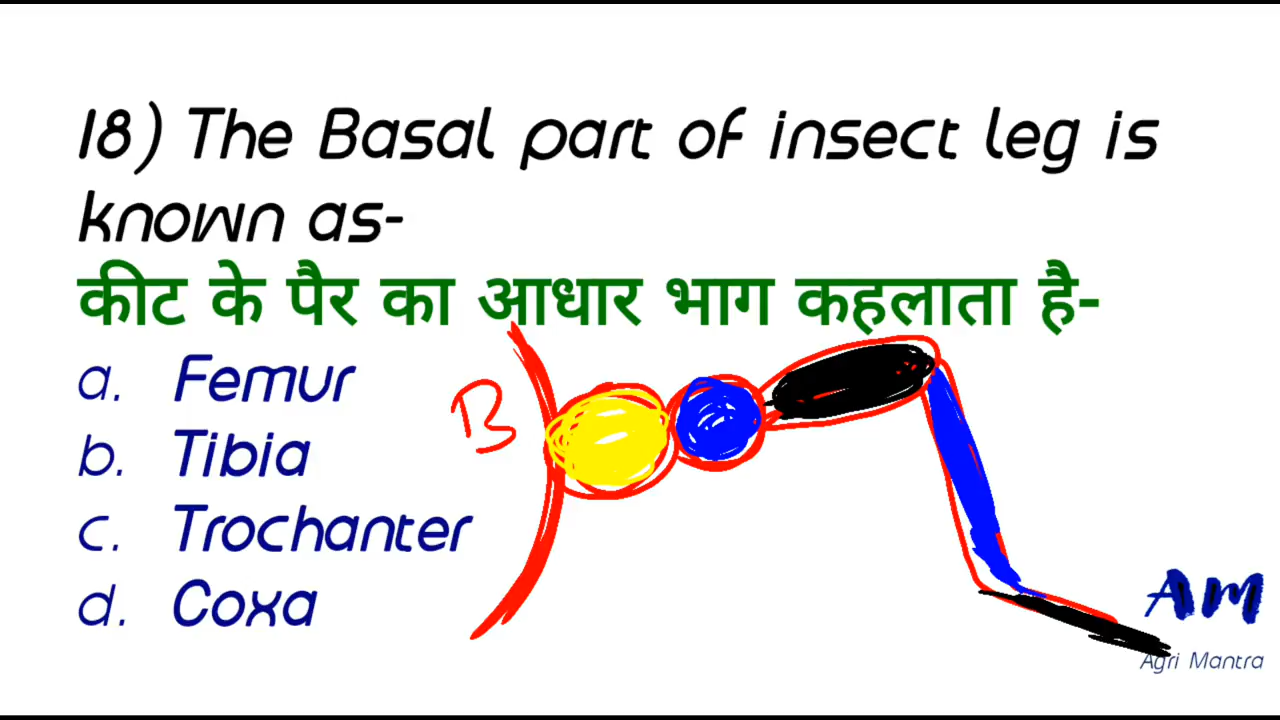 18) The Basal part of insect leg is
known as-
कीट के पैर का आधार भाग कहलाता है-
a. Femur
b. Tibia
c. Trochanter
d. Coxa
B
AM
Agri Mantra